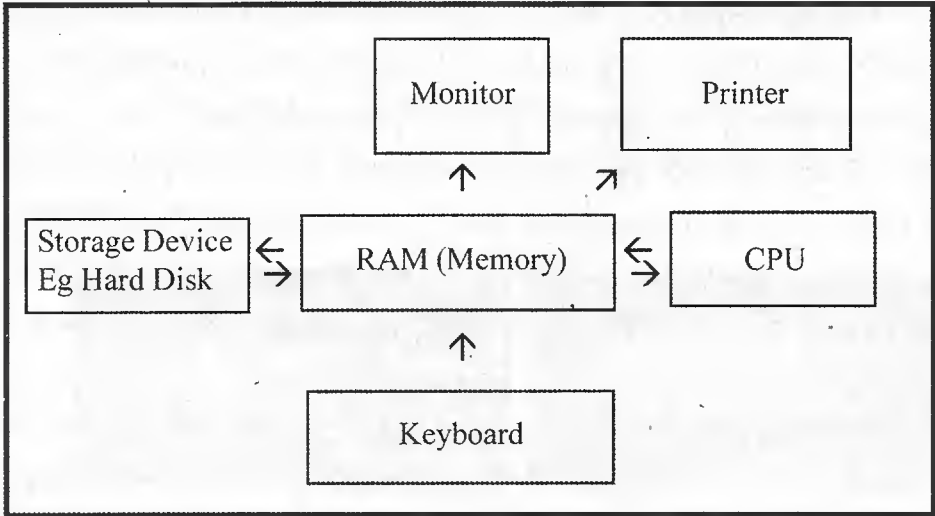 Monitor
Printer
Storage Device
Eg Hard Disk
RAM (Memory)
CPU
Keyboard